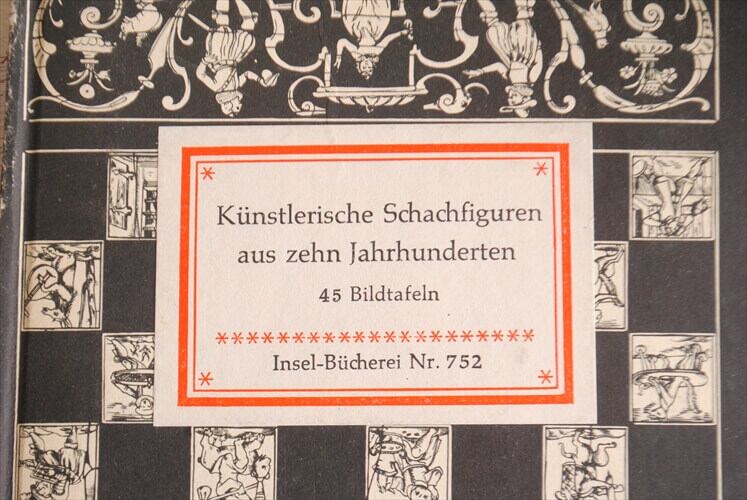 Künstlerische Schachfiguren
aus zehn Jahrhunderten
45 Bildtafeln
*********************
Insel-Bücherei Nr. 752